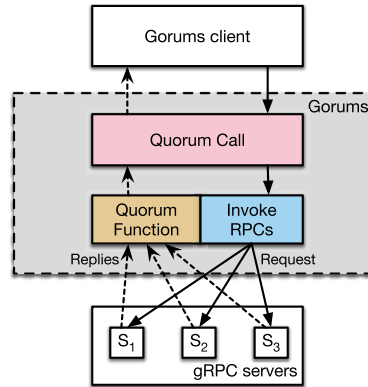 Gorums client
Gorums
Quorum Call
Quorum
Function
Invoke
RPCs
Replies
Request
S1
S2
S3
gRPC servers